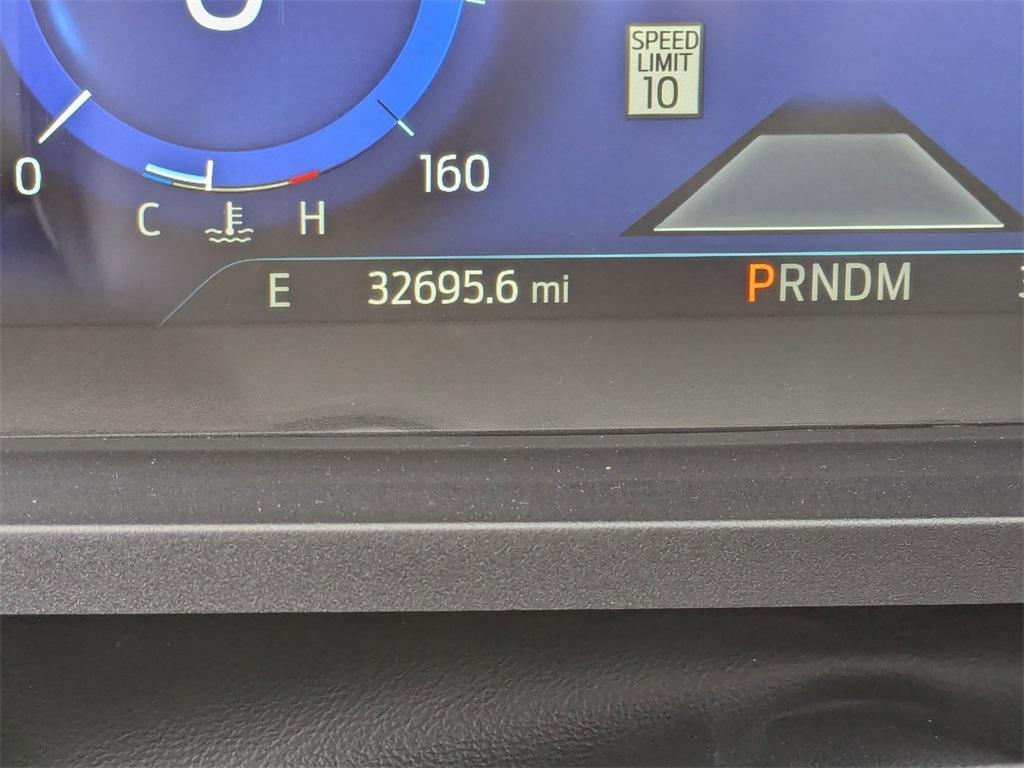 SPEED
LIMIT
10
0
160
C
H
E 32695.6 mi PRNDM